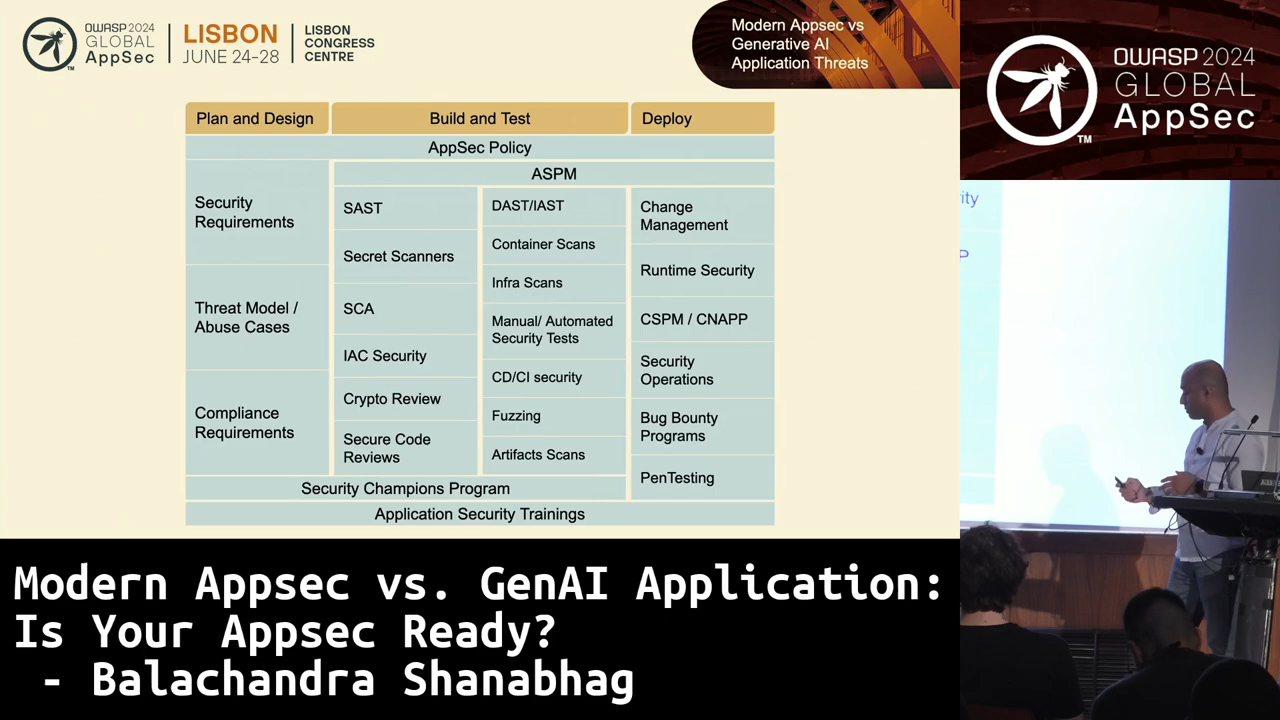 OWASP 2024
GLOBAL
AppSec
TM
LISBON
JUNE 24-28
LISBON
CONGRESS
CENTRE
Modern Appsec vs
Generative AI
Application Threats
OWASP 2024
GLOBAL
AppSec
TM
Plan and Design
Build and Test
Deploy
AppSec Policy
ASPM
Security
Requirements
Threat Model /
Abuse Cases
Compliance
Requirements
SAST
Secret Scanners
SCA
IAC Security
Crypto Review
Secure Code
Reviews
DAST/IAST
Container Scans
Infra Scans
Manual/ Automated
Security Tests
CD/CI security
Fuzzing
Artifacts Scans
Change
Management
Runtime Security
CSPM / CNAPP
Security
Operations
Bug Bounty
Programs
PenTesting
Security Champions Program
Application Security Trainings
ity
P
Modern Appsec vs. GenAI Application:
Is Your Appsec Ready?
- Balachandra Shanabhag